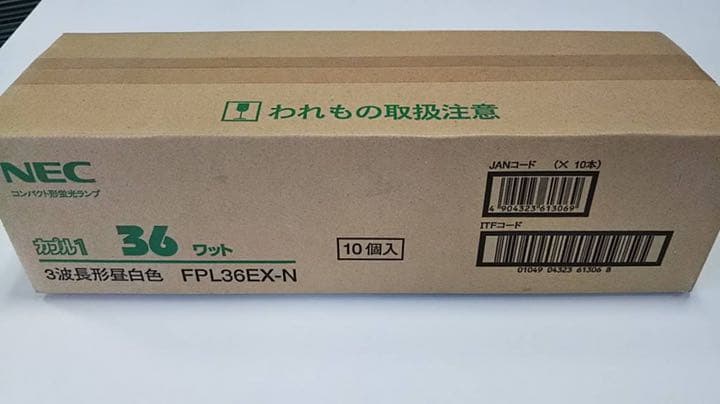 われもの取扱注意
NEC
コンパクト形蛍光ランプ
カプル1 36 ワット
3波長形昼白色 FPL36EX-N
10個入
JANコード (×10本)
4 904323 613069
ITFコード
01049 04323 61306 8